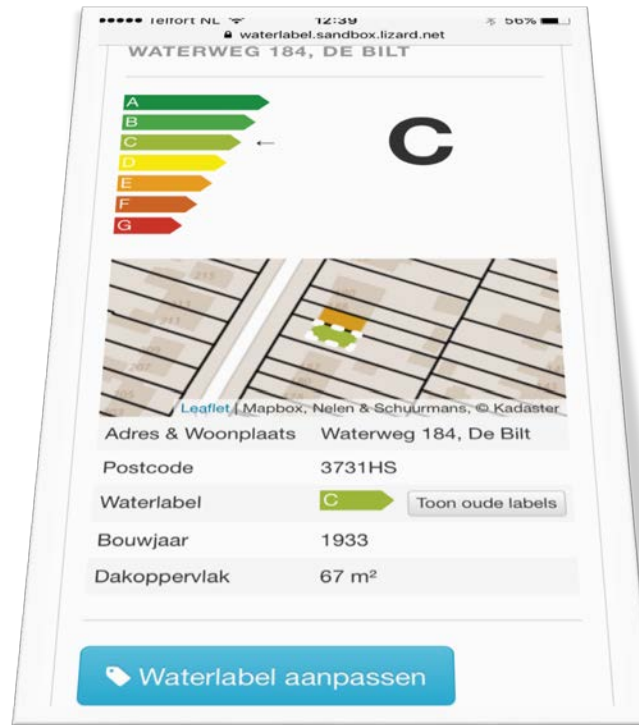 Telfort NL 12:39 56%
waterlabel.sandbox.lizard.net
WATERWEG 184, DE BILT
A
B
C ← C
D
E
F
G
Leaflet | Mapbox, Nelen & Schuurmans, © Kadaster
Adres & Woonplaats Waterweg 184, De Bilt
Postcode 3731HS
Waterlabel C Toon oude labels
Bouwjaar 1933
Dakoppervlak 67 m²
Waterlabel aanpassen